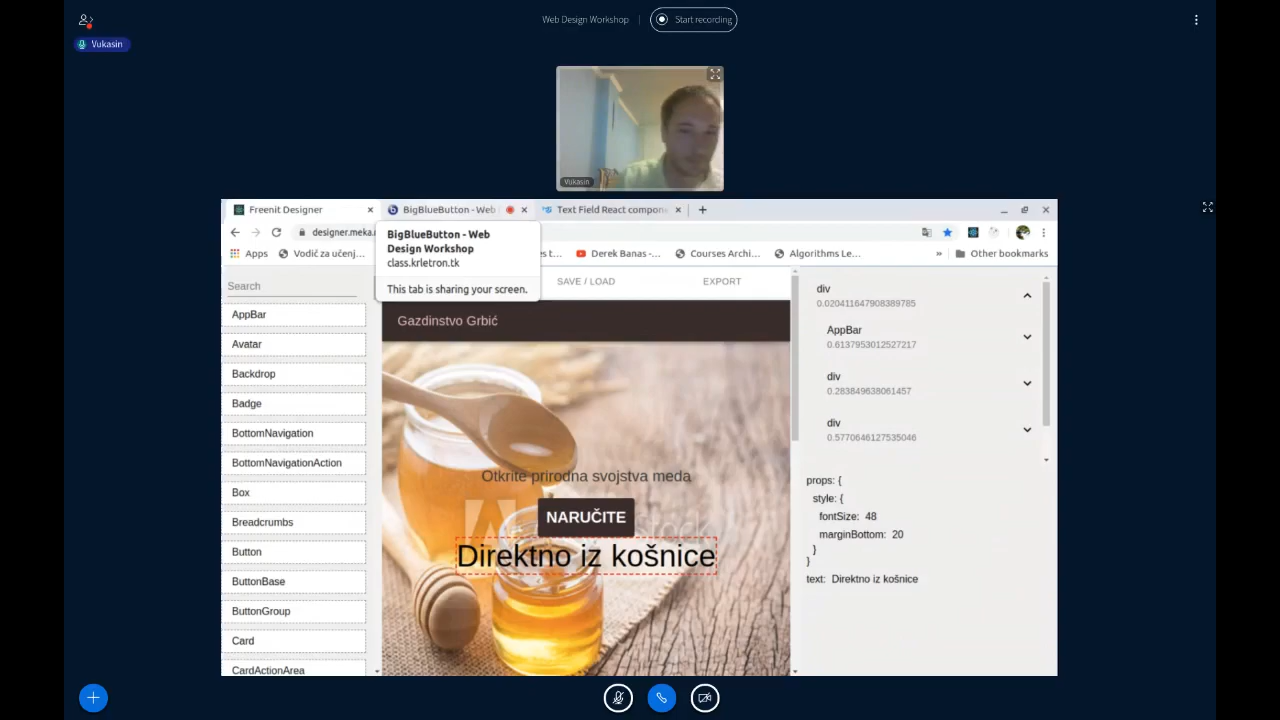 Web Design Workshop
Start recording
Vukasin
Vukasin
Freenit Designer
BigBlueButton - Web
Text Field React compon
designer.meka.r
BigBlueButton - Web
Design Workshop
class.krletron.tk
This tab is sharing your screen.
Apps
Vodič za učenj...
s t...
Derek Banas -...
Courses Archi...
Algorithms Le...
»
Other bookmarks
Search
SAVE / LOAD
EXPORT
AppBar
Avatar
Backdrop
Badge
BottomNavigation
BottomNavigationAction
Box
Breadcrumbs
Button
ButtonBase
ButtonGroup
Card
CardActionArea
Gazdinstvo Grbić
Otkrite prirodna svojstva meda
NARUČITE
Direktno iz košnice
div
0.020411647908389785
AppBar
0.6137953012527217
div
0.283849638061457
div
0.5770646127535046
props: {
style: {
fontSize: 48
marginBottom: 20
}
}
text: Direktno iz košnice